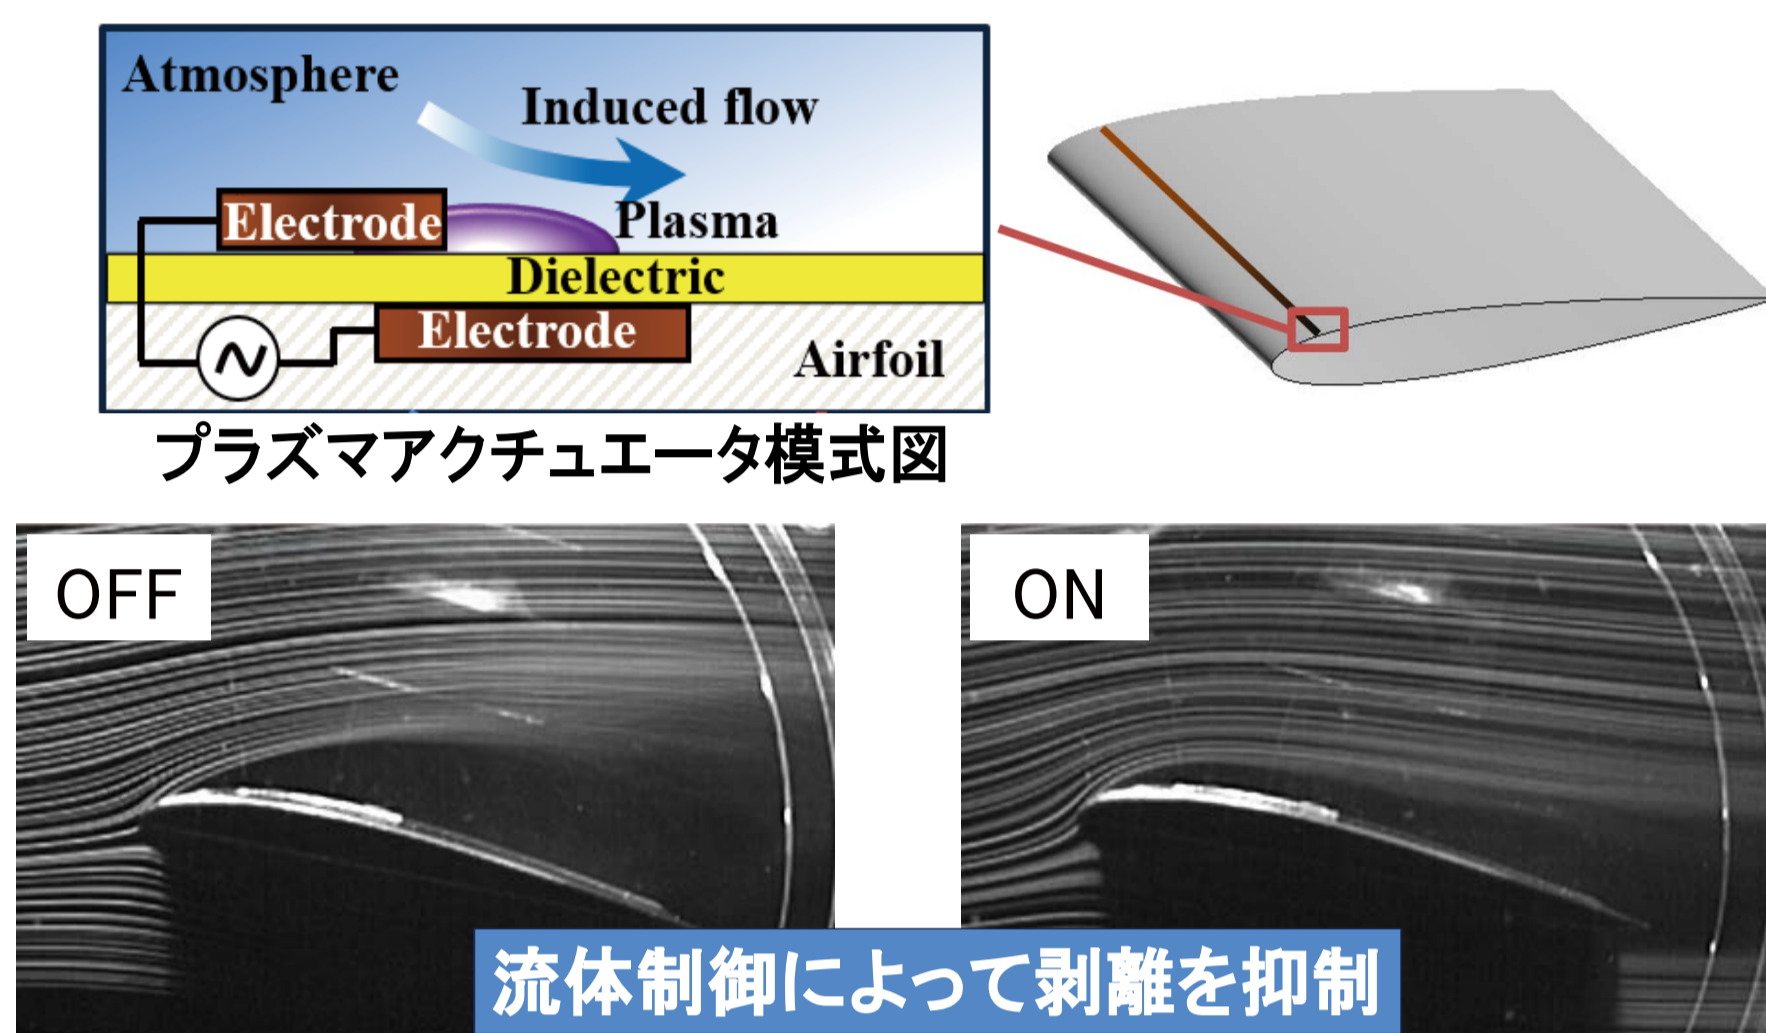 Atmosphere
Induced flow
Electrode
Plasma
Dielectric
Electrode
Airfoil
プラズマアクチュエータ模式図
OFF
ON
流体制御によって剥離を抑制